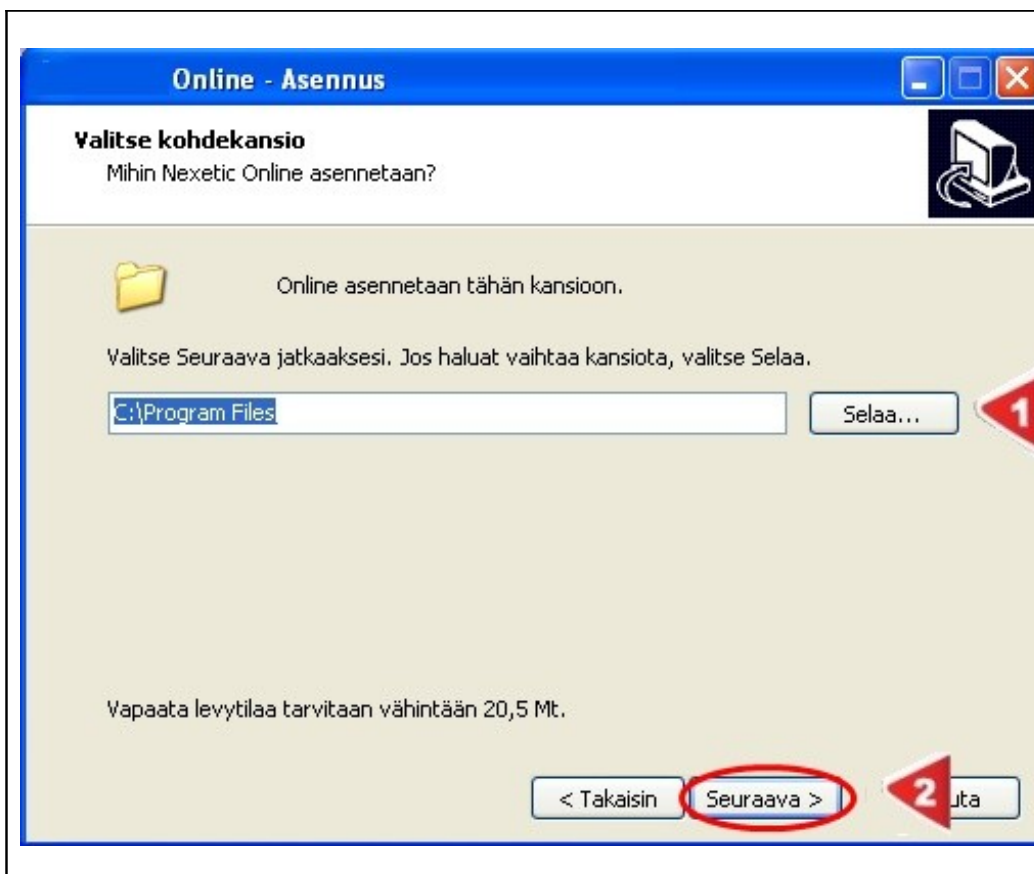 Online - Asennus
Valitse kohdekansio
Mihin Nexetic Online asennetaan?
Online asennetaan tähän kansioon.
Valitse Seuraava jatkaaksesi. Jos haluat vaihtaa kansiota, valitse Selaa.
C:\Program Files
Selaa...
1
Vapaata levytilaa tarvitaan vähintään 20,5 Mt.
< Takaisin
Seuraava >
2
uta